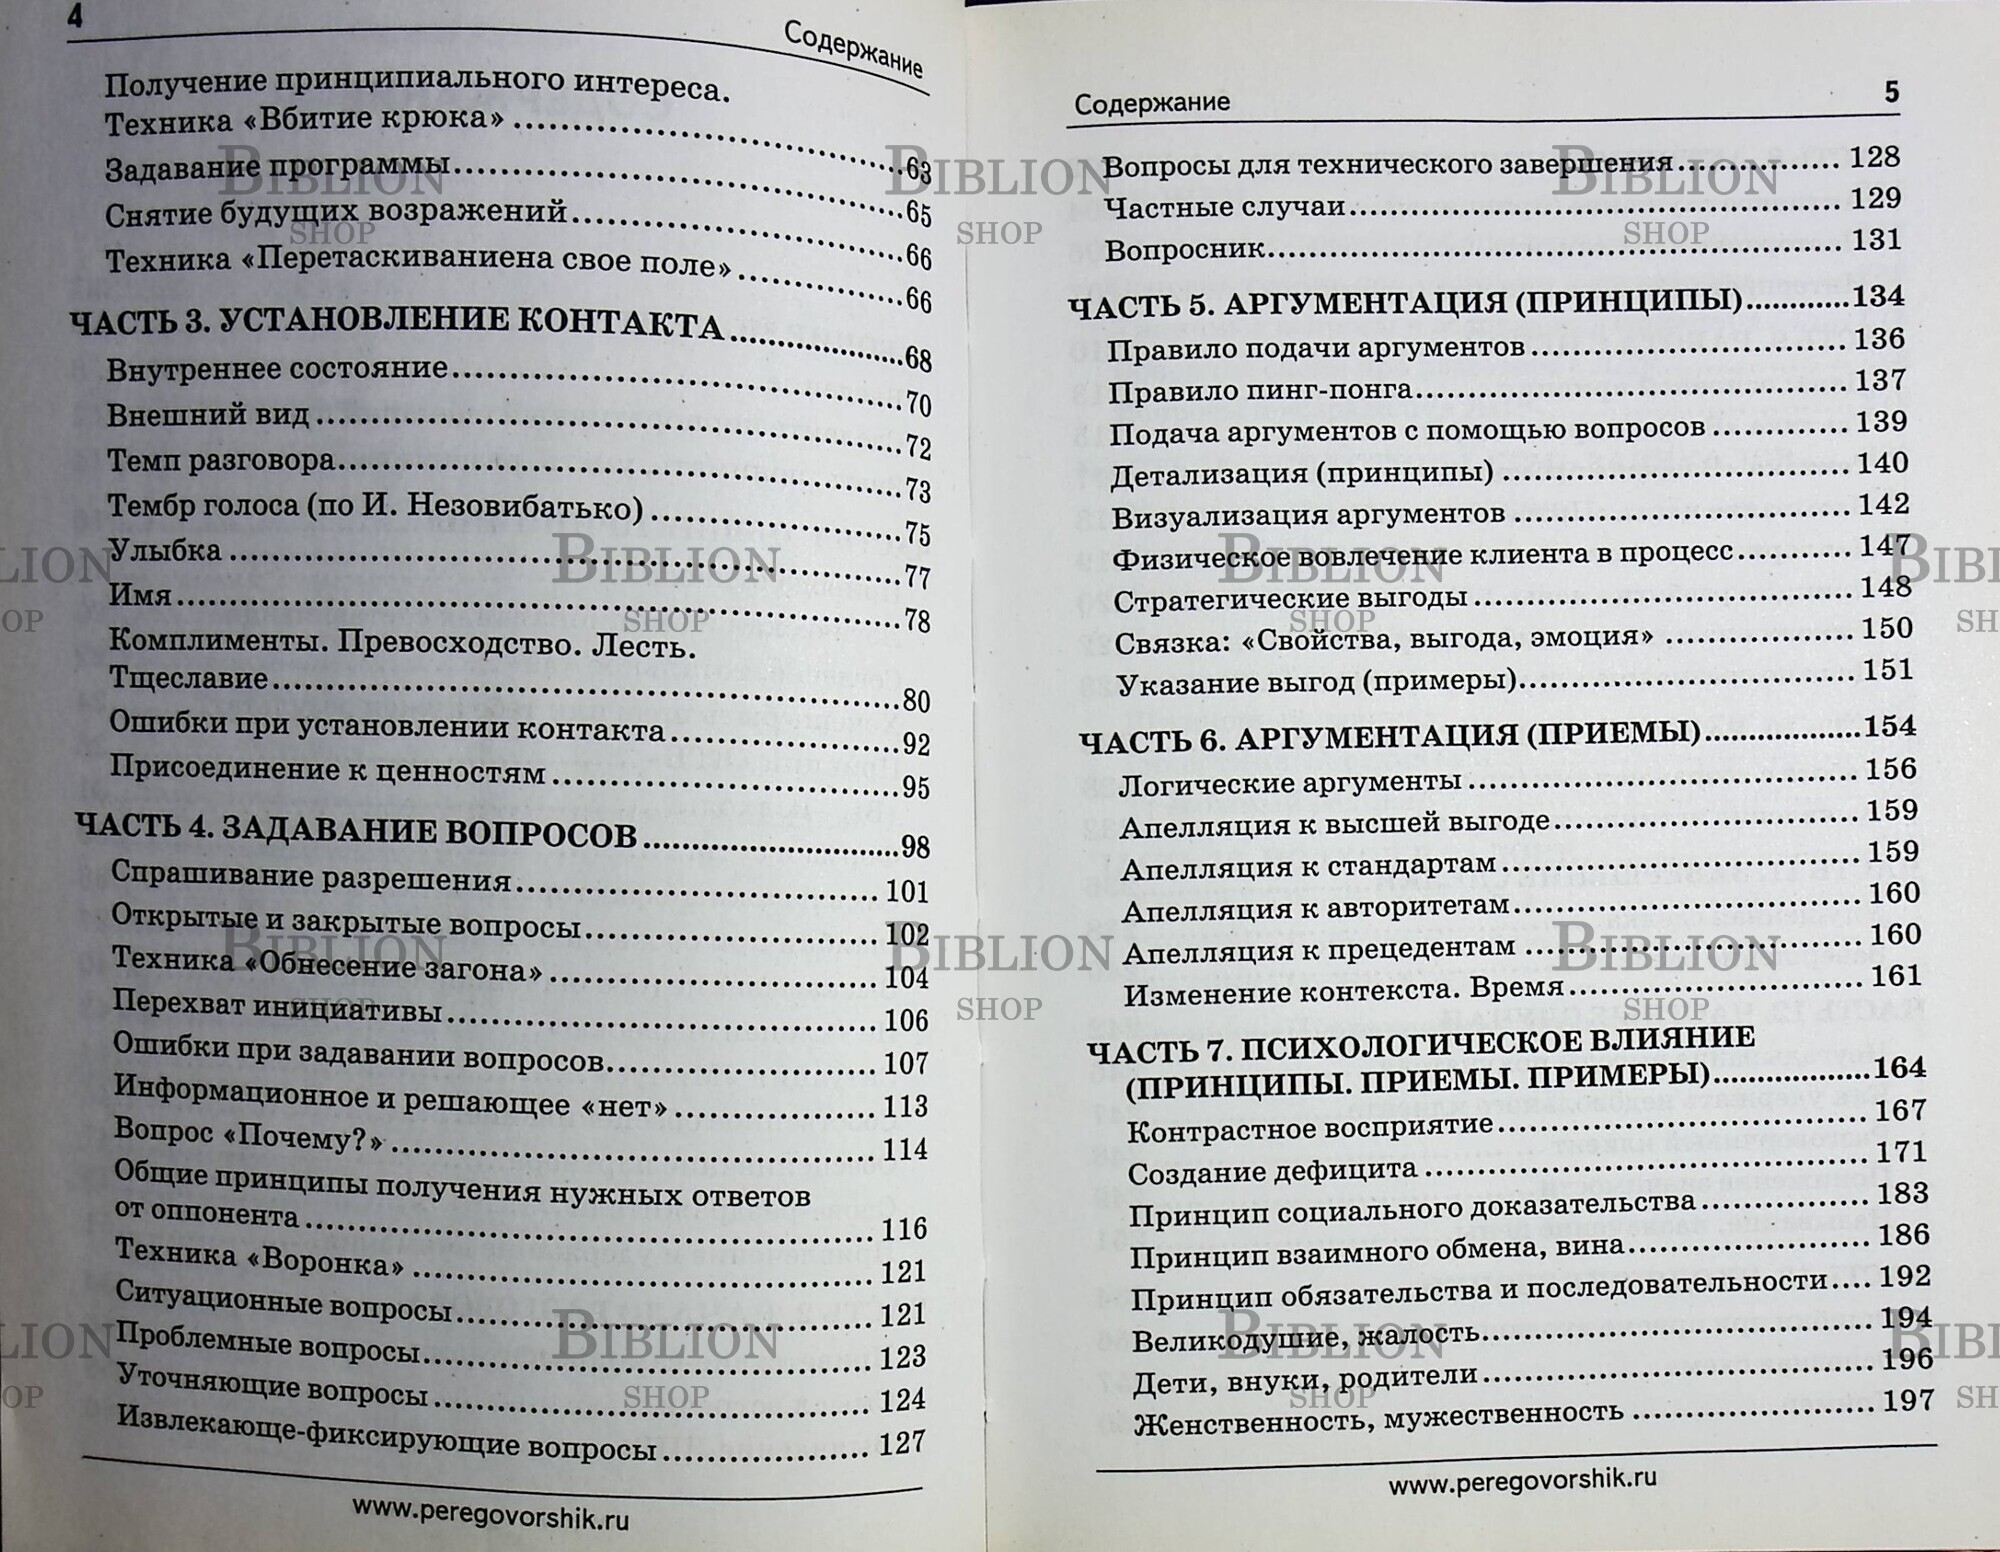 4
Содержание
Получение принципиального интереса.
Техника «Вбитие крюка» ........ 63
Задавание программы ........ 65
Снятие будущих возражений ........ 66
Техника «Перетаскиваниена свое поле» ........ 66
ЧАСТЬ 3. УСТАНОВЛЕНИЕ КОНТАКТА ........ 68
Внутреннее состояние ........ 70
Внешний вид ........ 72
Темп разговора ........ 73
Тембр голоса (по И. Незовибатько) ........ 75
Улыбка ........ 77
Имя ........ 78
Комплименты. Превосходство. Лесть.
Тщеславие ........ 80
Ошибки при установлении контакта ........ 92
Присоединение к ценностям ........ 95
ЧАСТЬ 4. ЗАДАВАНИЕ ВОПРОСОВ ........ 98
Спрашивание разрешения ........ 101
Открытые и закрытые вопросы ........ 102
Техника «Обнесение загона» ........ 104
Перехват инициативы ........ 106
Ошибки при задавании вопросов ........ 107
Информационное и решающее «нет» ........ 113
Вопрос «Почему?» ........ 114
Общие принципы получения нужных ответов
от оппонента ........ 116
Техника «Воронка» ........ 121
Ситуационные вопросы ........ 121
Проблемные вопросы ........ 123
Уточняющие вопросы ........ 124
Извлекающе-фиксирующие вопросы ........ 127
www.peregovorshik.ru
Содержание
5
Вопросы для технического завершения ........ 128
Частные случаи ........ 129
Вопросник ........ 131
ЧАСТЬ 5. АРГУМЕНТАЦИЯ (ПРИНЦИПЫ) ........ 134
Правило подачи аргументов ........ 136
Правило пинг-понга ........ 137
Подача аргументов с помощью вопросов ........ 139
Детализация (принципы) ........ 140
Визуализация аргументов ........ 142
Физическое вовлечение клиента в процесс ........ 147
Стратегические выгоды ........ 148
Связка: «Свойства, выгода, эмоция» ........ 150
Указание выгод (примеры) ........ 151
ЧАСТЬ 6. АРГУМЕНТАЦИЯ (ПРИЕМЫ) ........ 154
Логические аргументы ........ 156
Апелляция к высшей выгоде ........ 159
Апелляция к стандартам ........ 159
Апелляция к авторитетам ........ 160
Апелляция к прецедентам ........ 160
Изменение контекста. Время ........ 161
ЧАСТЬ 7. ПСИХОЛОГИЧЕСКОЕ ВЛИЯНИЕ
(ПРИНЦИПЫ. ПРИЕМЫ. ПРИМЕРЫ) ........ 164
Контрастное восприятие ........ 167
Создание дефицита ........ 171
Принцип социального доказательства ........ 183
Принцип взаимного обмена, вина ........ 186
Принцип обязательства и последовательности .... 192
Великодушие, жалость ........ 194
Дети, внуки, родители ........ 196
Женственность, мужественность ........ 197
www.peregovorshik.ru
BIBLION SHOP